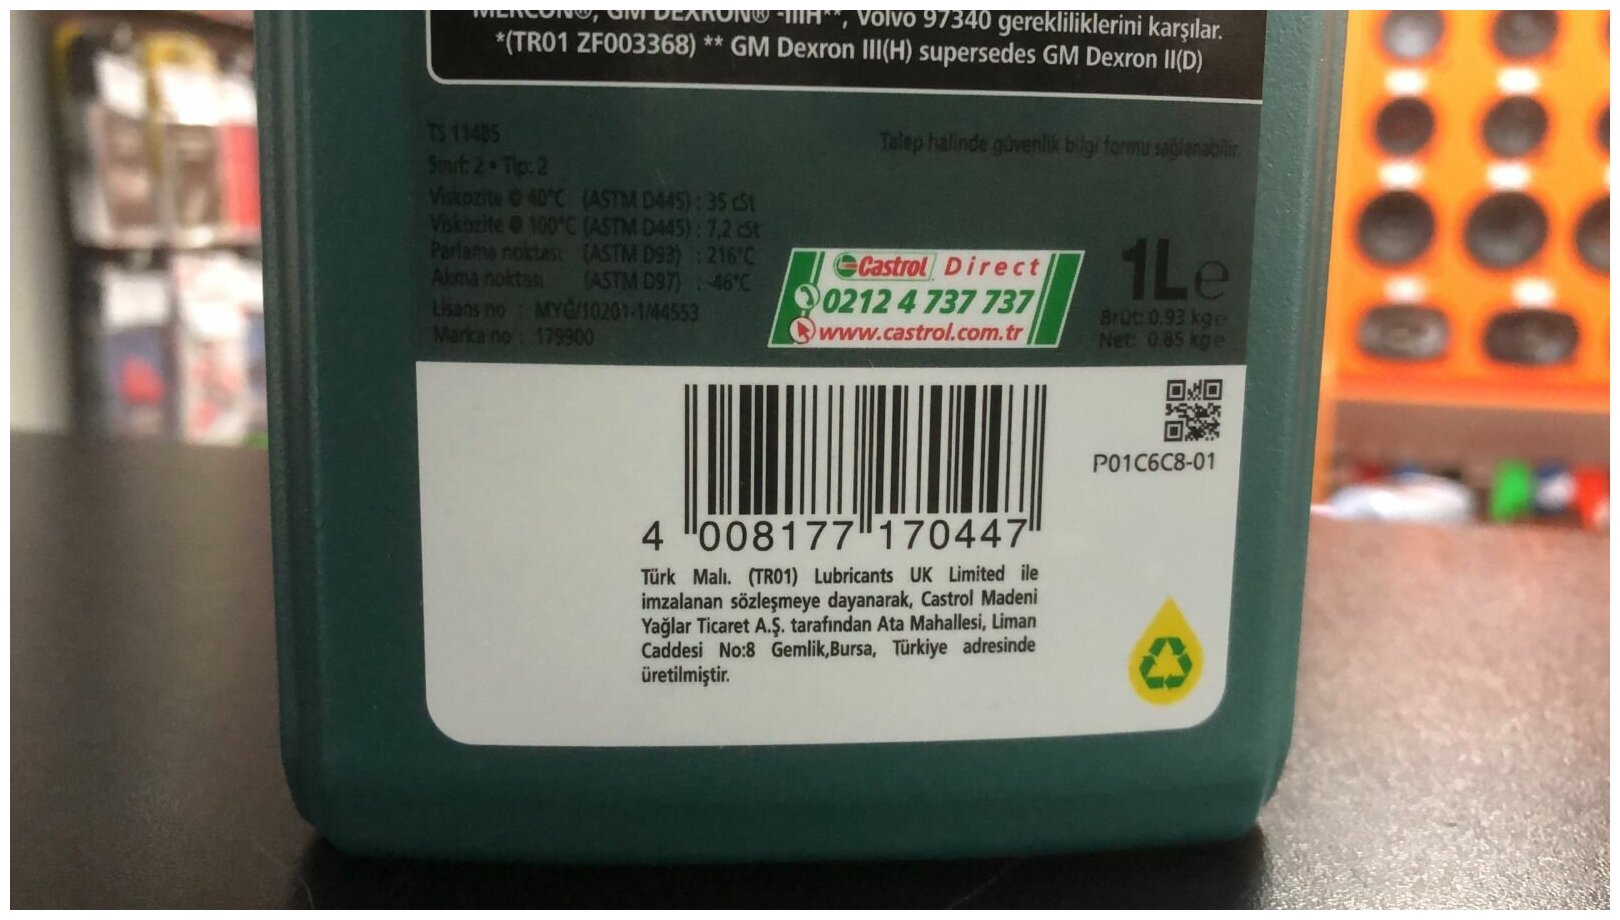 MERCON®, GM DEXRON® -IIIH**, Volvo 97340 gerekliliklerini karşılar.
*(TR01 ZF003368) ** GM Dexron III(H) supersedes GM Dexron II(D)
TS 11485
Talep halinde güvenlik bilgi formu sağlanabilir.
Sınıf: 2 • Tip: 2
Viskozite @ 40°C (ASTM D445) : 35 cSt
Viskozite @ 100°C (ASTM D445) : 7,2 cSt
Parlama noktası (ASTM D93) : 216°C
Akma noktası (ASTM D97) : -46°C
Lisans no : MYĞ/10201-1/44553
Marka no : 179900
Castrol Direct
0212 4 737 737
www.castrol.com.tr
1L e
Brüt: 0.93 kg e
Net: 0.85 kg e
P01C6C8-01
4 008177 170447
Türk Malı. (TR01) Lubricants UK Limited ile
imzalanan sözleşmeye dayanarak, Castrol Madeni
Yağlar Ticaret A.Ş. tarafından Ata Mahallesi, Liman
Caddesi No:8 Gemlik,Bursa, Türkiye adresinde
üretilmiştir.